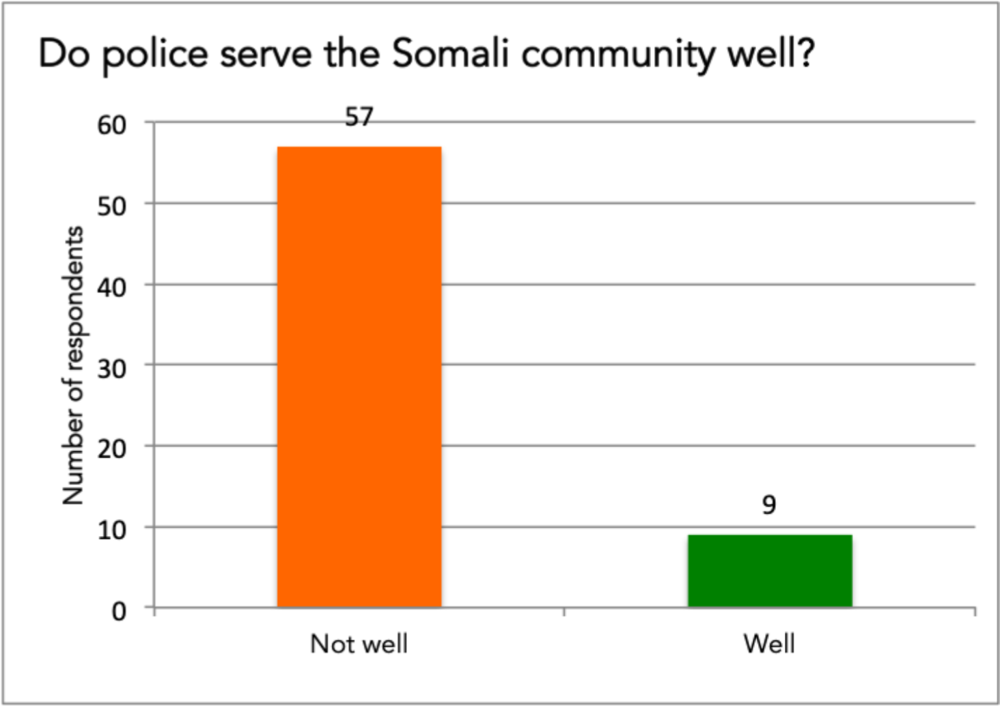 Do police serve the Somali community well?
57
60
50
40
30
20
10
0
Number of respondents
9
Not well
Well